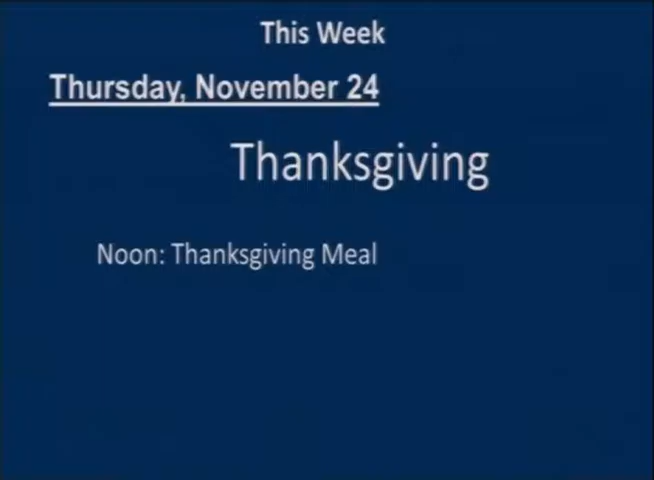 This Week
Thursday, November 24
Thanksgiving
Noon: Thanksgiving Meal